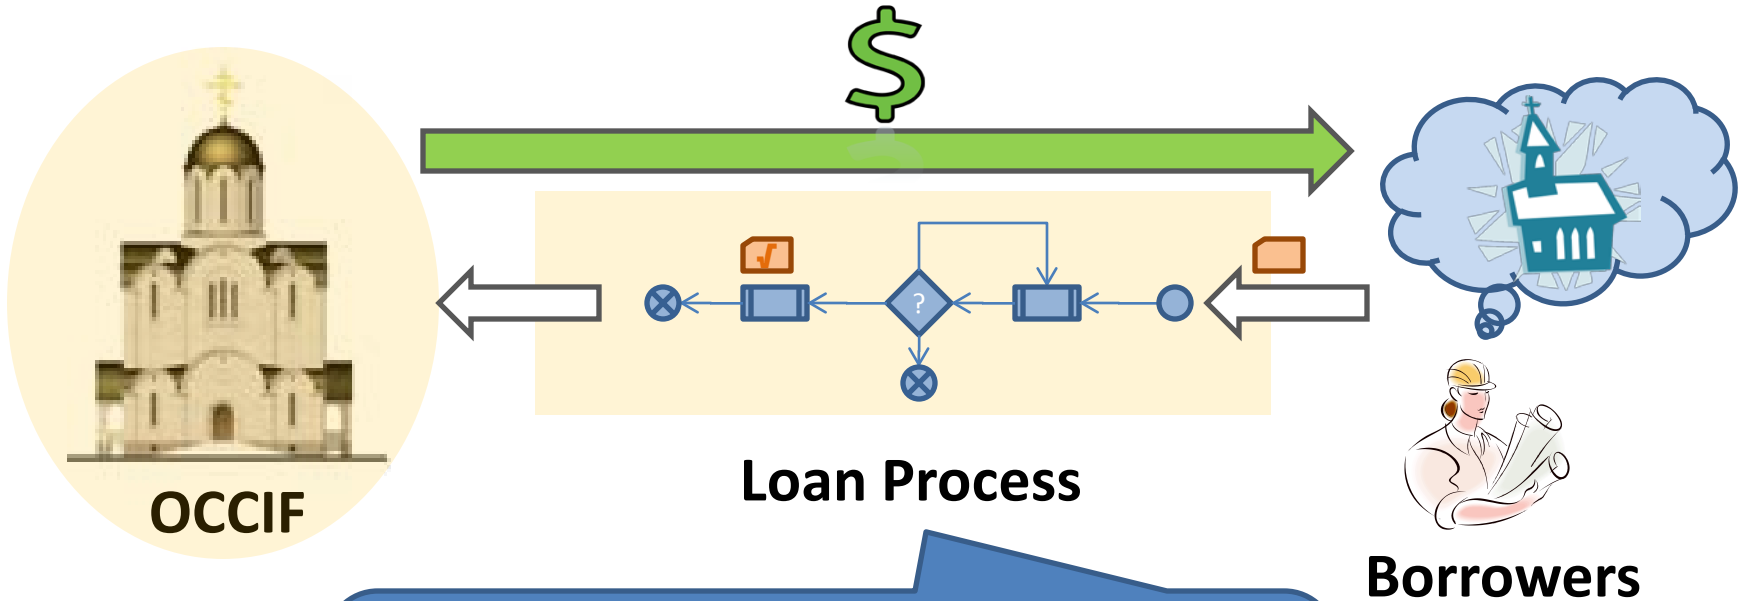 $
?
√
OCCIF
Loan Process
Borrowers